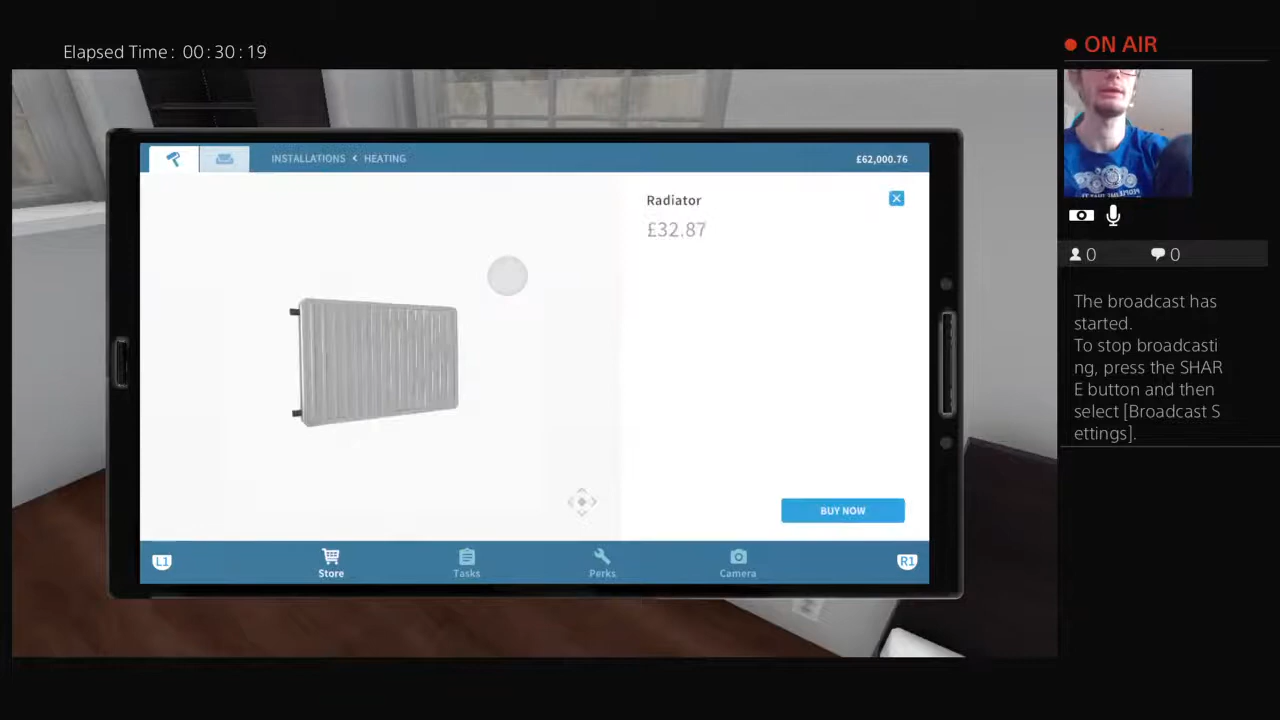 Elapsed Time: 00:30:19
ON AIR
INSTALLATIONS < HEATING
£62,000.76
Radiator
£32.87
BUY NOW
L1
Store
Tasks
Perks
Camera
R1
0
0
The broadcast has
started.
To stop broadcasti
ng, press the SHAR
E button and then
select [Broadcast S
ettings].